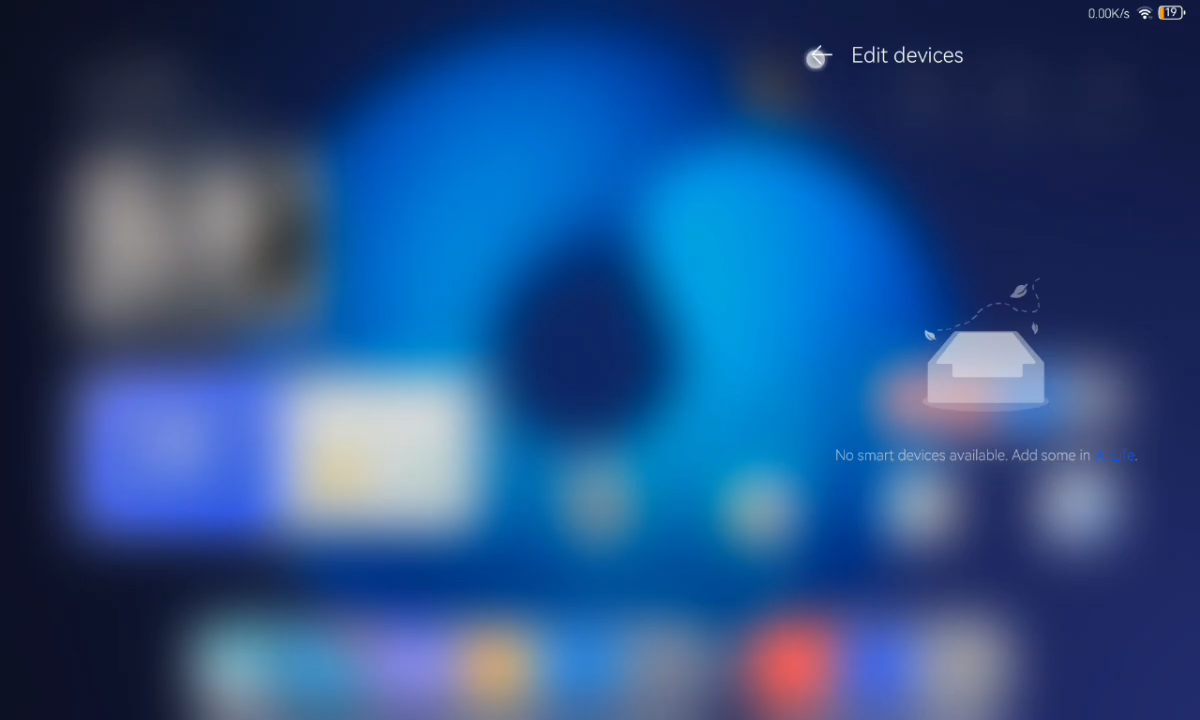 0.00K/s 19
Edit devices
No smart devices available. Add some in